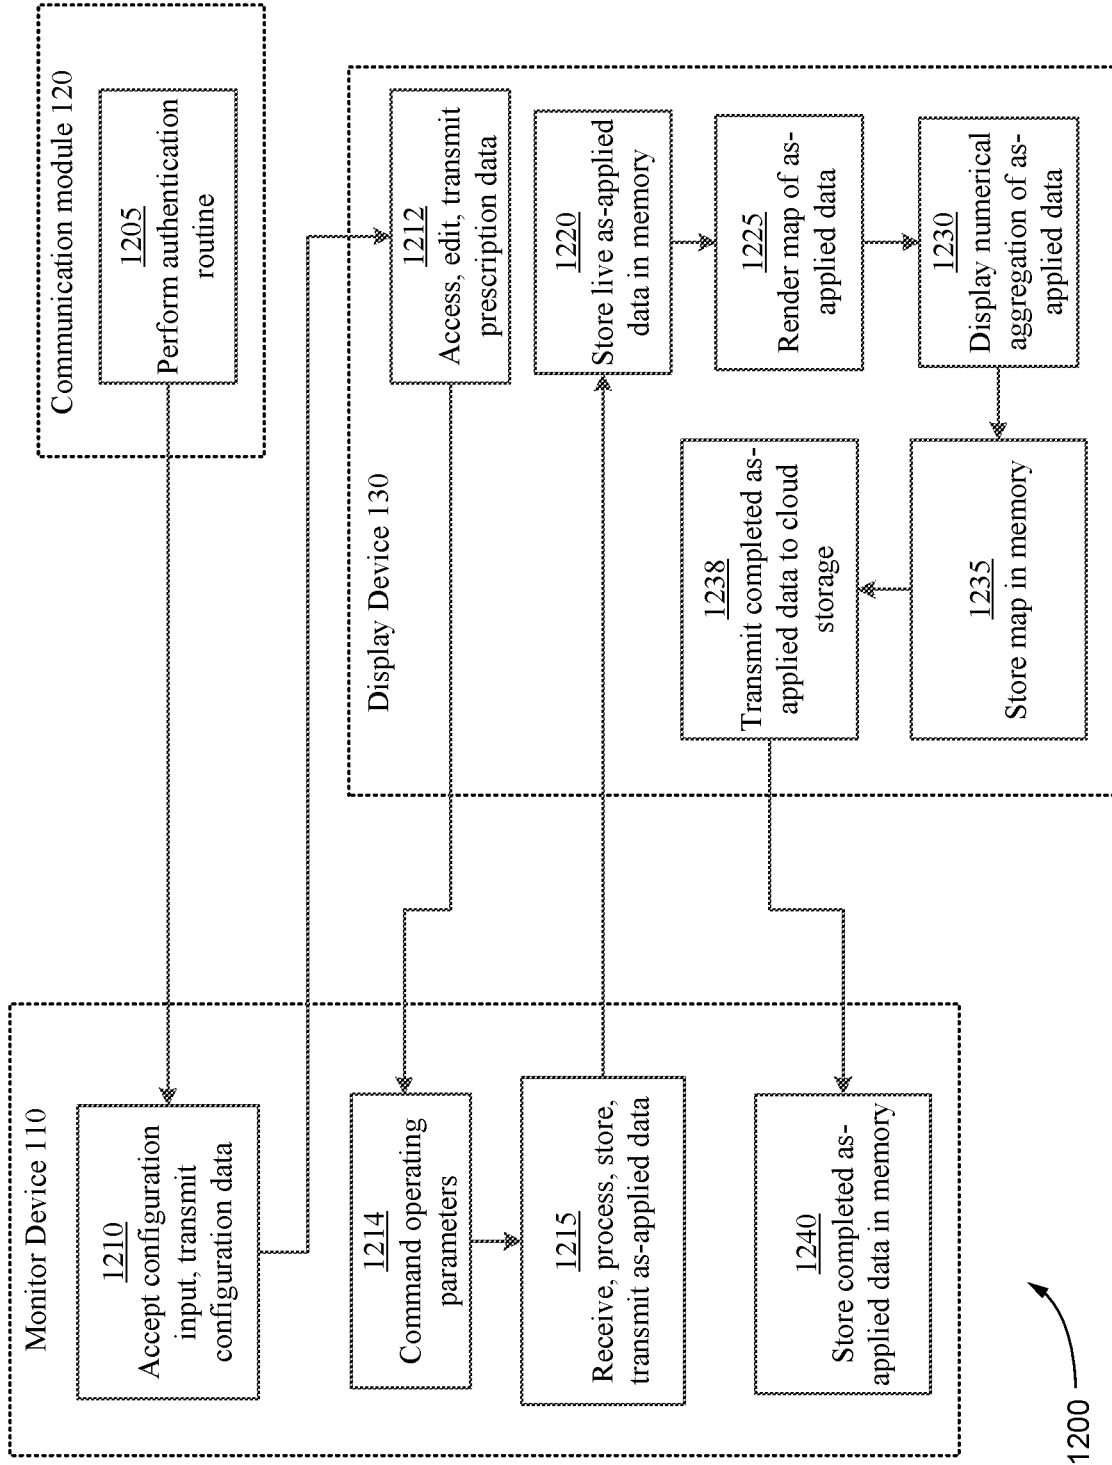 Monitor Device 110
1210
Accept configuration
input, transmit
configuration data
1214
Command operating
parameters
1215
Receive, process, store,
transmit as-applied data
1240
Store completed as-
applied data in memory
Communication module 120
1205
Perform authentication
routine
Display Device 130
1212
Access, edit, transmit
prescription data
1220
Store live as-applied
data in memory
1225
Render map of as-
applied data
1230
Display numerical
aggregation of as-
applied data
1235
Store map in memory
1238
Transmit completed as-
applied data to cloud
storage
1200